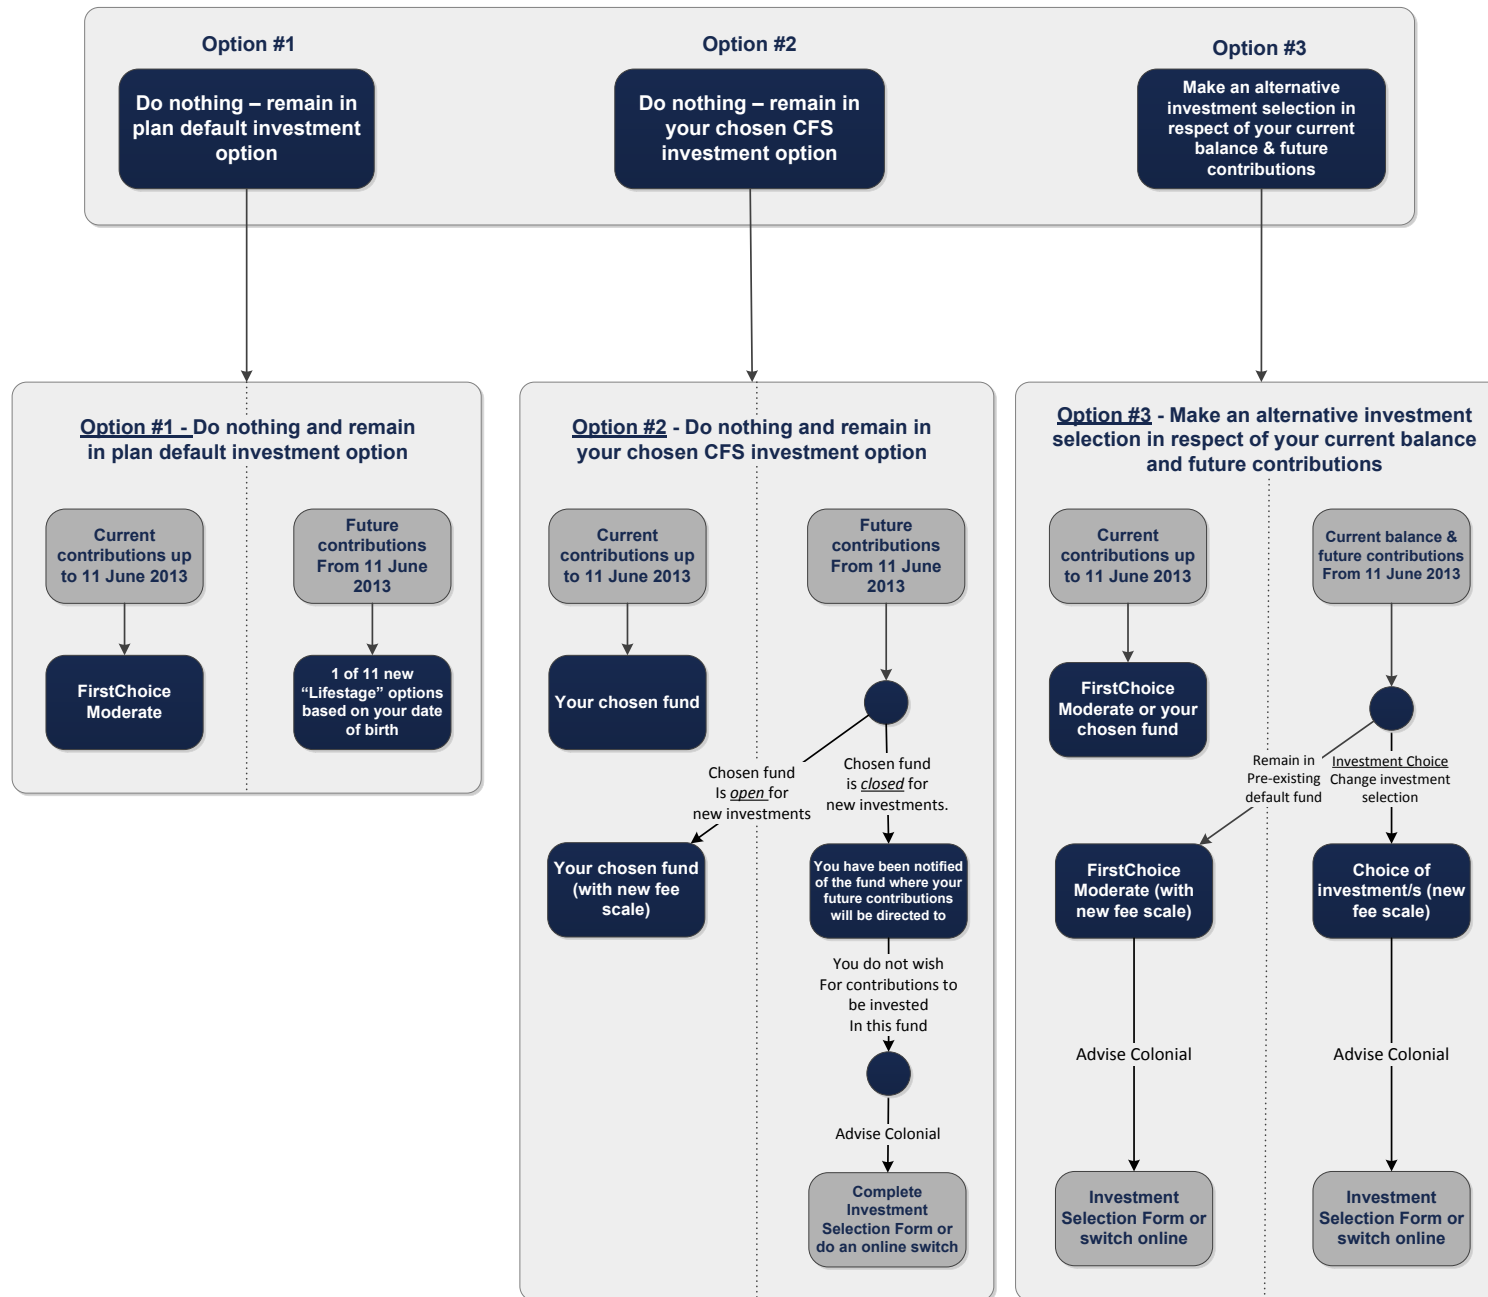 Option #1
Do nothing – remain in
plan default investment
option
Option #2
Do nothing – remain in
your chosen CFS
investment option
Option #3
Make an alternative
investment selection in
respect of your current
balance & future
contributions
Option #1 - Do nothing and remain
in plan default investment option
Current
contributions up
to 11 June 2013
Future
contributions
From 11 June
2013
FirstChoice
Moderate
1 of 11 new
“Lifestage” options
based on your date
of birth
Option #2 - Do nothing and remain in
your chosen CFS investment option
Current
contributions up
to 11 June 2013
Future
contributions
From 11 June
2013
Your chosen fund
Chosen fund
Is open for
new investments
Chosen fund
is closed for
new investments.
Your chosen fund
(with new fee
scale)
You have been notified
of the fund where your
future contributions
will be directed to
You do not wish
For contributions to
be invested
In this fund
Advise Colonial
Complete
Investment
Selection Form or
do an online switch
Option #3 - Make an alternative investment
selection in respect of your current balance
and future contributions
Current
contributions up
to 11 June 2013
Current balance &
future contributions
From 11 June 2013
FirstChoice
Moderate or your
chosen fund
Remain in
Pre-existing
default fund
Investment Choice
Change investment
selection
FirstChoice
Moderate (with
new fee scale)
Choice of
investment/s (new
fee scale)
Advise Colonial
Advise Colonial
Investment
Selection Form or
switch online
Investment
Selection Form or
switch online